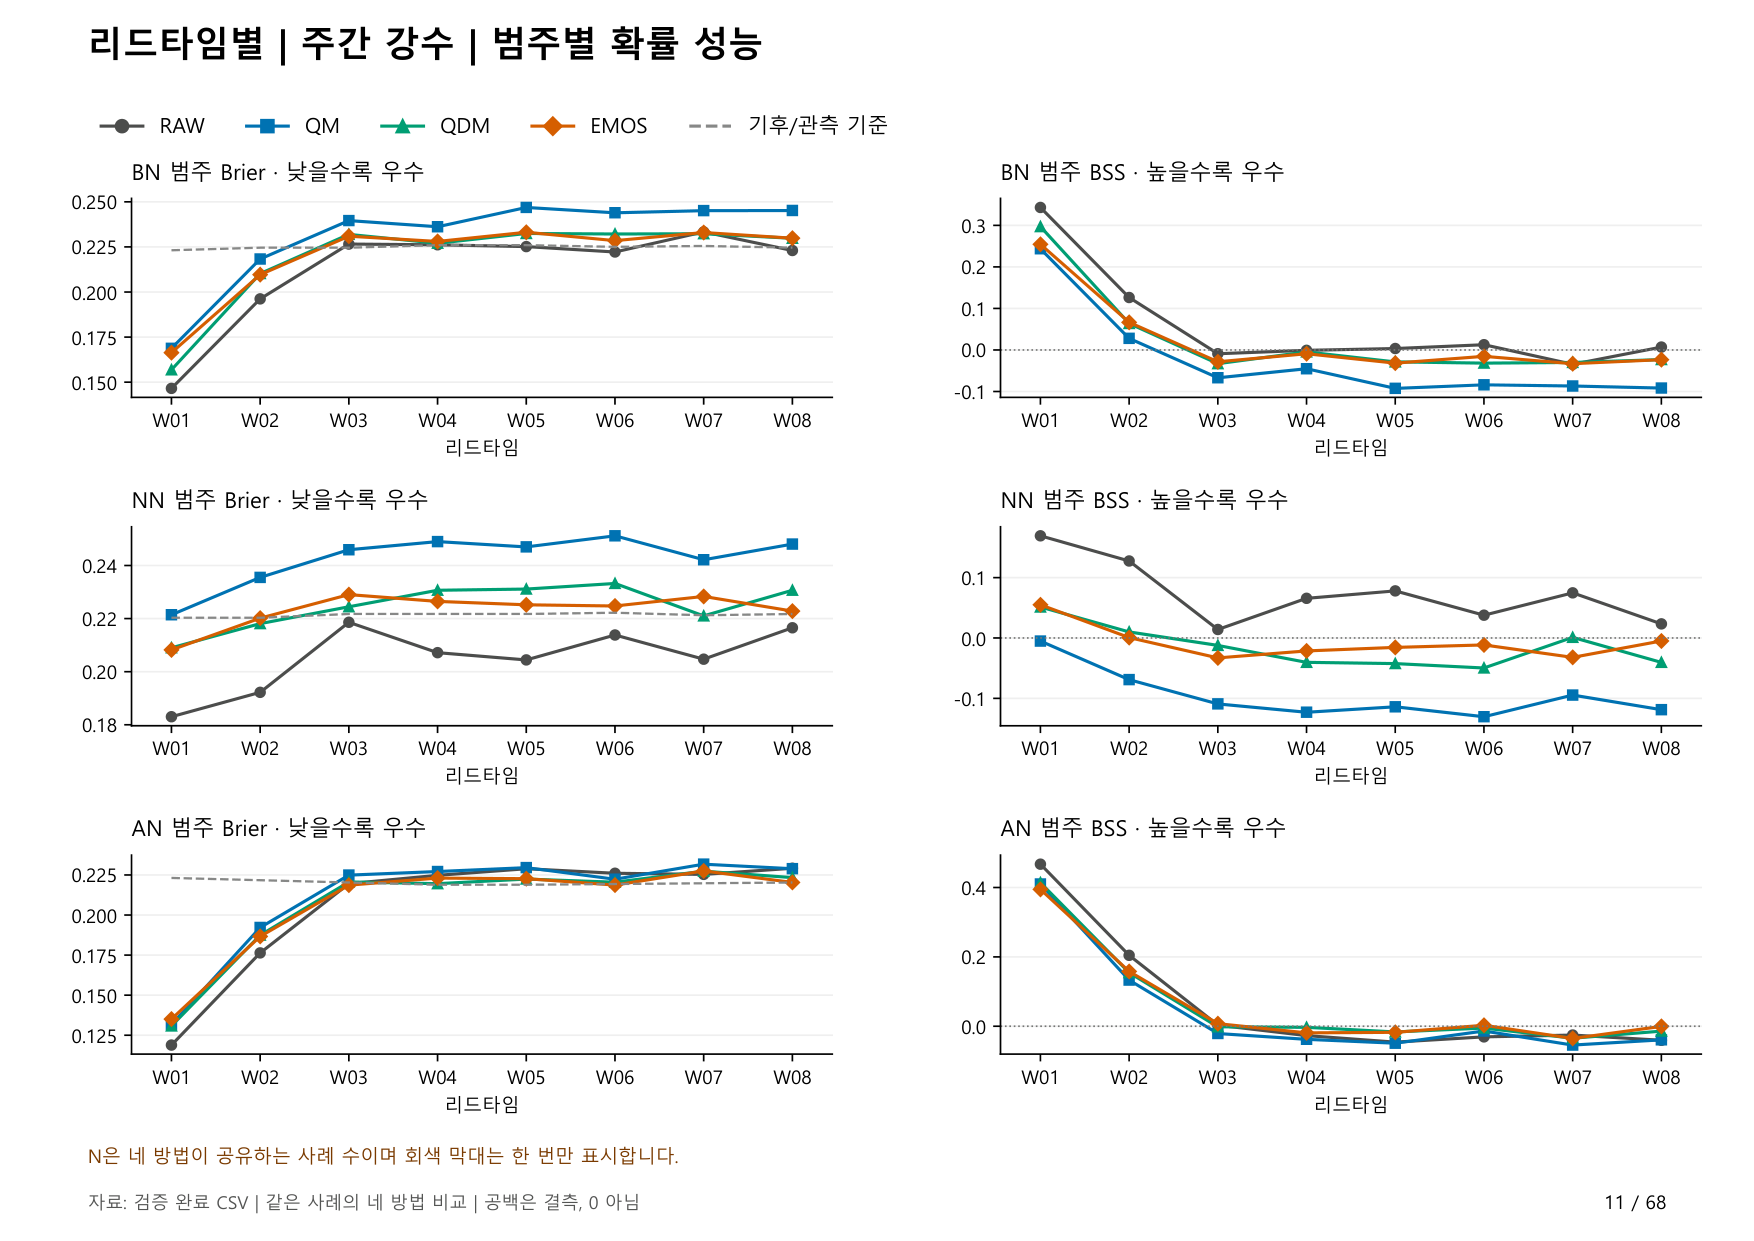 리드타임별 | 주간 강수 | 범주별 확률 성능
RAW QM QDM EMOS 기후/관측 기준
BN 범주 Brier · 낮을수록 우수
0.250
0.225
0.200
0.175
0.150
W01 W02 W03 W04 W05 W06 W07 W08
리드타임
BN 범주 BSS · 높을수록 우수
0.3
0.2
0.1
0.0
-0.1
W01 W02 W03 W04 W05 W06 W07 W08
리드타임
NN 범주 Brier · 낮을수록 우수
0.24
0.22
0.20
0.18
W01 W02 W03 W04 W05 W06 W07 W08
리드타임
NN 범주 BSS · 높을수록 우수
0.1
0.0
-0.1
W01 W02 W03 W04 W05 W06 W07 W08
리드타임
AN 범주 Brier · 낮을수록 우수
0.225
0.200
0.175
0.150
0.125
W01 W02 W03 W04 W05 W06 W07 W08
리드타임
AN 범주 BSS · 높을수록 우수
0.4
0.2
0.0
W01 W02 W03 W04 W05 W06 W07 W08
리드타임
N은 네 방법이 공유하는 사례 수이며 회색 막대는 한 번만 표시합니다.
자료: 검증 완료 CSV | 같은 사례의 네 방법 비교 | 공백은 결측, 0 아님
11 / 68